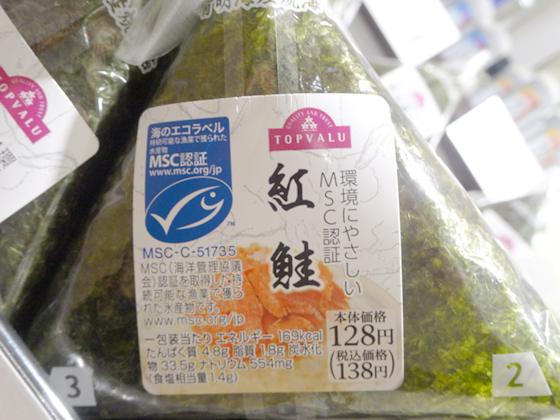 海のエコラベル
持続可能な漁業で獲られた
水産物
MSC認証
www.msc.org/jp
TM
MSC-C-51735
MSC(海洋管理協議
会)認証を取得した持
続可能な漁業で獲ら
れた水産物です。
www.msc.org/jp
一包装当たり エネルギー 169kcal
たんぱく質 4.8g 脂質 1.8g 炭水化
物 33.5g ナトリウム 554mg
(食塩相当量 1.4g)
QUALITY AND TRUST
TOPVALU
環境にやさしい
MSC認証
紅鮭
本体価格
128円
(税込価格)
(138円)
3
2
TOPVALU